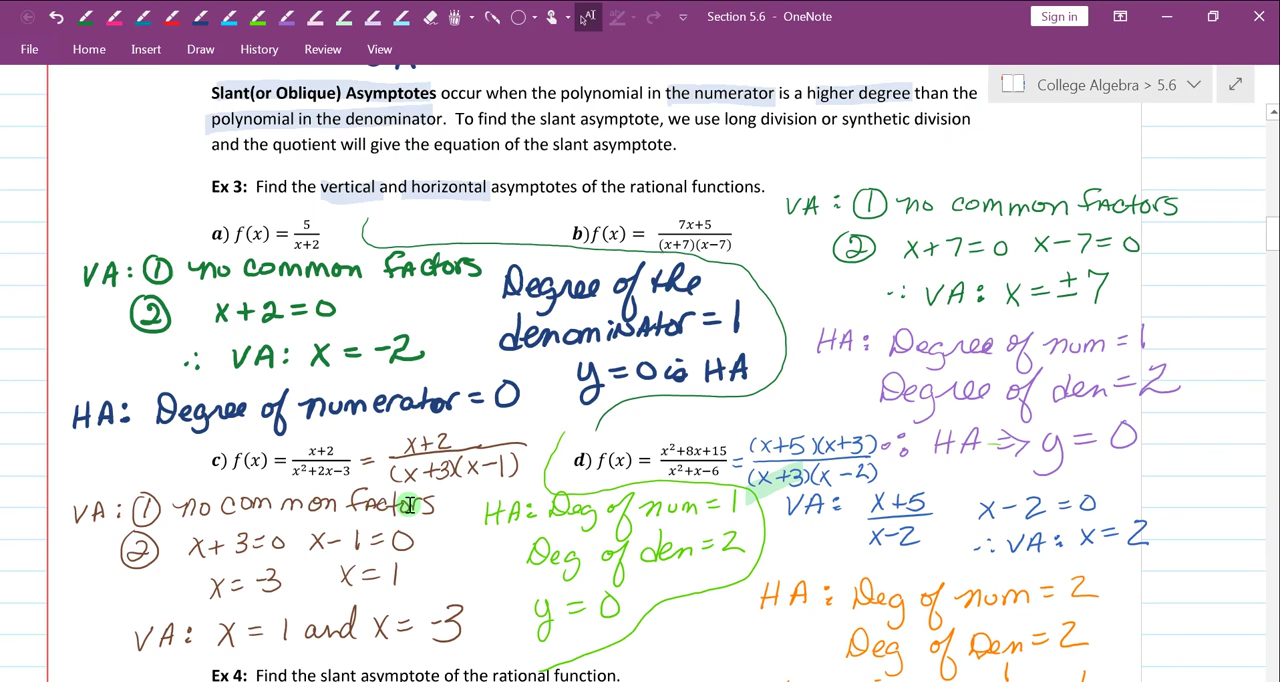 Section 5.6 - OneNote
Sign in
File Home Insert Draw History Review View
College Algebra > 5.6
Slant(or Oblique) Asymptotes occur when the polynomial in the numerator is a higher degree than the
polynomial in the denominator. To find the slant asymptote, we use long division or synthetic division
and the quotient will give the equation of the slant asymptote.
Ex 3: Find the vertical and horizontal asymptotes of the rational functions.
a) f(x) = 5/(x+2)
VA: ① no common factors
② x + 2 = 0
∴ VA: x = -2
HA: Degree of numerator = 0
Degree of the
denominator = 1
y = 0 is HA
b) f(x) = (7x+5)/((x+7)(x−7))
VA: ① no common factors
② x + 7 = 0 x − 7 = 0
∴ VA: x = ± 7
HA: Degree of num = 1
Degree of den = 2
∴ HA ⇒ y = 0
c) f(x) = (x+2)/(x²+2x−3) = (x+2)/((x+3)(x−1))
VA: ① no common factors
② x + 3 = 0 x − 1 = 0
x = -3 x = 1
VA: x = 1 and x = -3
HA: Deg of num = 1
Deg of den = 2
y = 0
d) f(x) = (x²+8x+15)/(x²+x−6) = ((x+5)(x+3))/((x+3)(x−2))
VA: (x+5)/(x−2) x − 2 = 0
∴ VA: x = 2
HA: Deg of num = 2
Deg of Den = 2
Ex 4: Find the slant asymptote of the rational function.